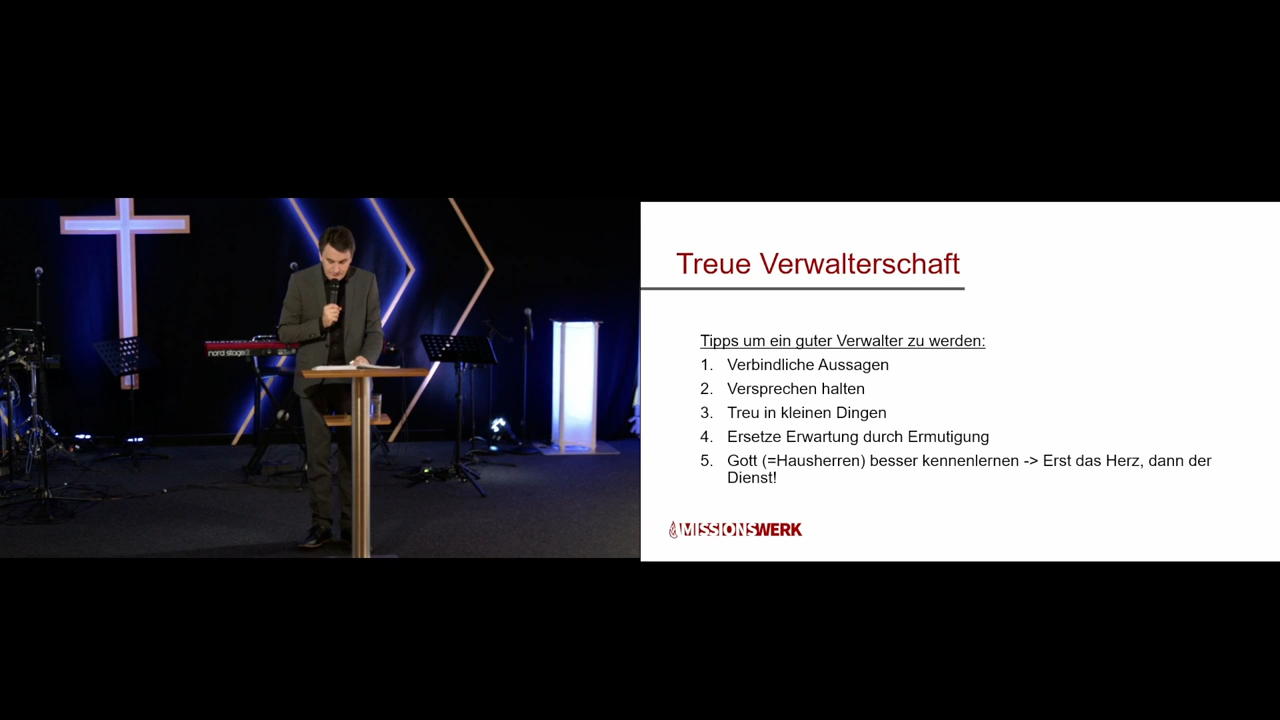 nord stage 3
Treue Verwalterschaft
Tipps um ein guter Verwalter zu werden:
1. Verbindliche Aussagen
2. Versprechen halten
3. Treu in kleinen Dingen
4. Ersetze Erwartung durch Ermutigung
5. Gott (=Hausherren) besser kennenlernen -> Erst das Herz, dann der
Dienst!
MISSIONSWERK